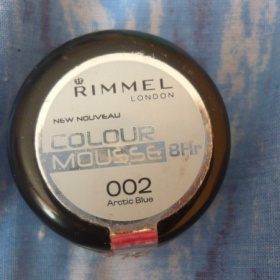 RIMMEL
LONDON
NEW NOUVEAU
COLOUR
MOUSSE 8Hr
002
Arctic Blue